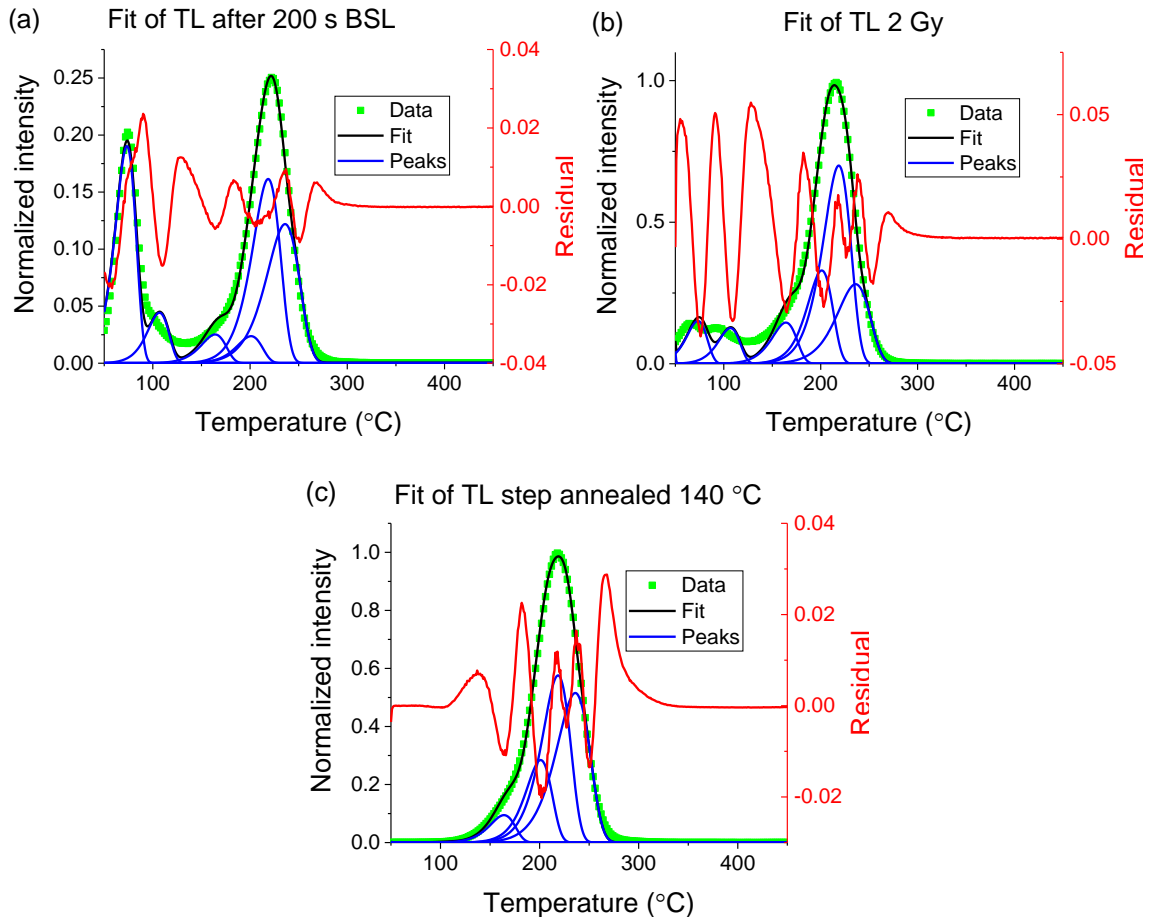 (a)
Fit of TL after 200 s BSL
Normalized intensity
0.25
0.20
0.15
0.10
0.05
0.00
100
200
300
400
Temperature (°C)
Data
Fit
Peaks
0.04
0.02
0.00
-0.02
-0.04
Residual
(b)
Fit of TL 2 Gy
Normalized intensity
1.0
0.5
0.0
100
200
300
400
Temperature (°C)
Data
Fit
Peaks
0.05
0.00
-0.05
Residual
(c)
Fit of TL step annealed 140 °C
Normalized intensity
1.0
0.8
0.6
0.4
0.2
0.0
100
200
300
400
Temperature (°C)
Data
Fit
Peaks
0.04
0.02
0.00
-0.02
Residual